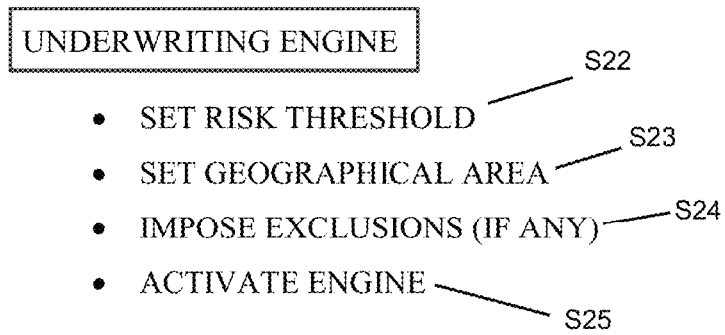 UNDERWRITING ENGINE
S22
• SET RISK THRESHOLD
S23
• SET GEOGRAPHICAL AREA
• IMPOSE EXCLUSIONS (IF ANY) S24
• ACTIVATE ENGINE
S25